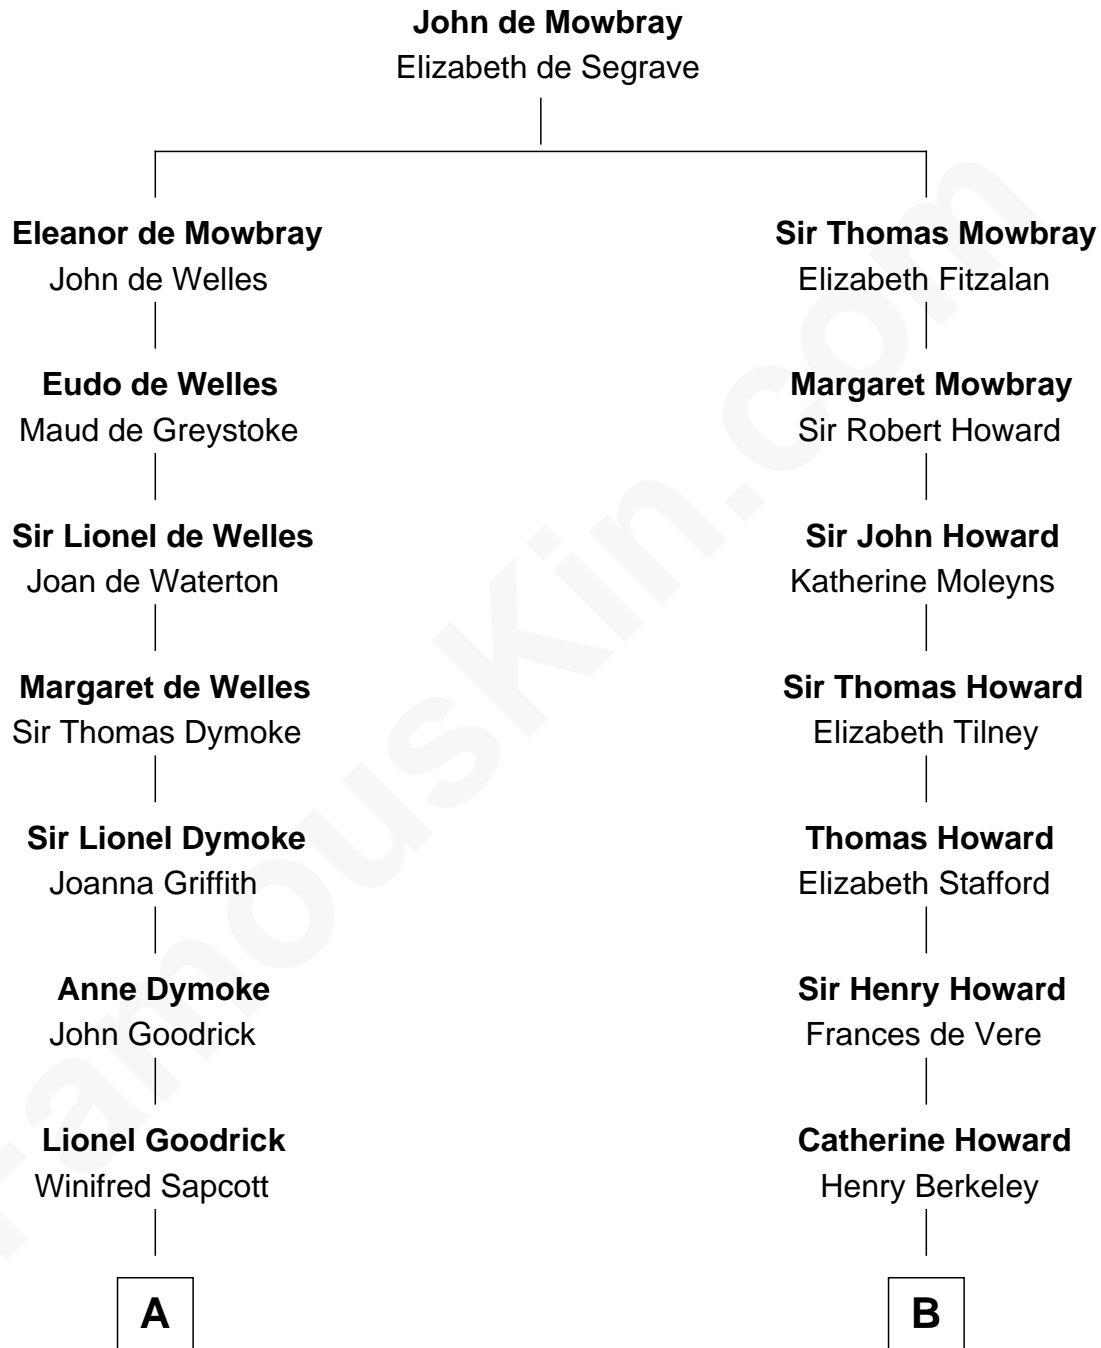 John de Mowbray
Elizabeth de Segrave
Eleanor de Mowbray
John de Welles
Sir Thomas Mowbray
Elizabeth Fitzalan
Eudo de Welles
Maud de Greystoke
Margaret Mowbray
Sir Robert Howard
Sir Lionel de Welles
Joan de Waterton
Sir John Howard
Katherine Moleyns
Margaret de Welles
Sir Thomas Dymoke
Sir Thomas Howard
Elizabeth Tilney
Sir Lionel Dymoke
Joanna Griffith
Thomas Howard
Elizabeth Stafford
Anne Dymoke
John Goodrick
Sir Henry Howard
Frances de Vere
Lionel Goodrick
Winifred Sapcott
Catherine Howard
Henry Berkeley
A
B
FamousKin.com